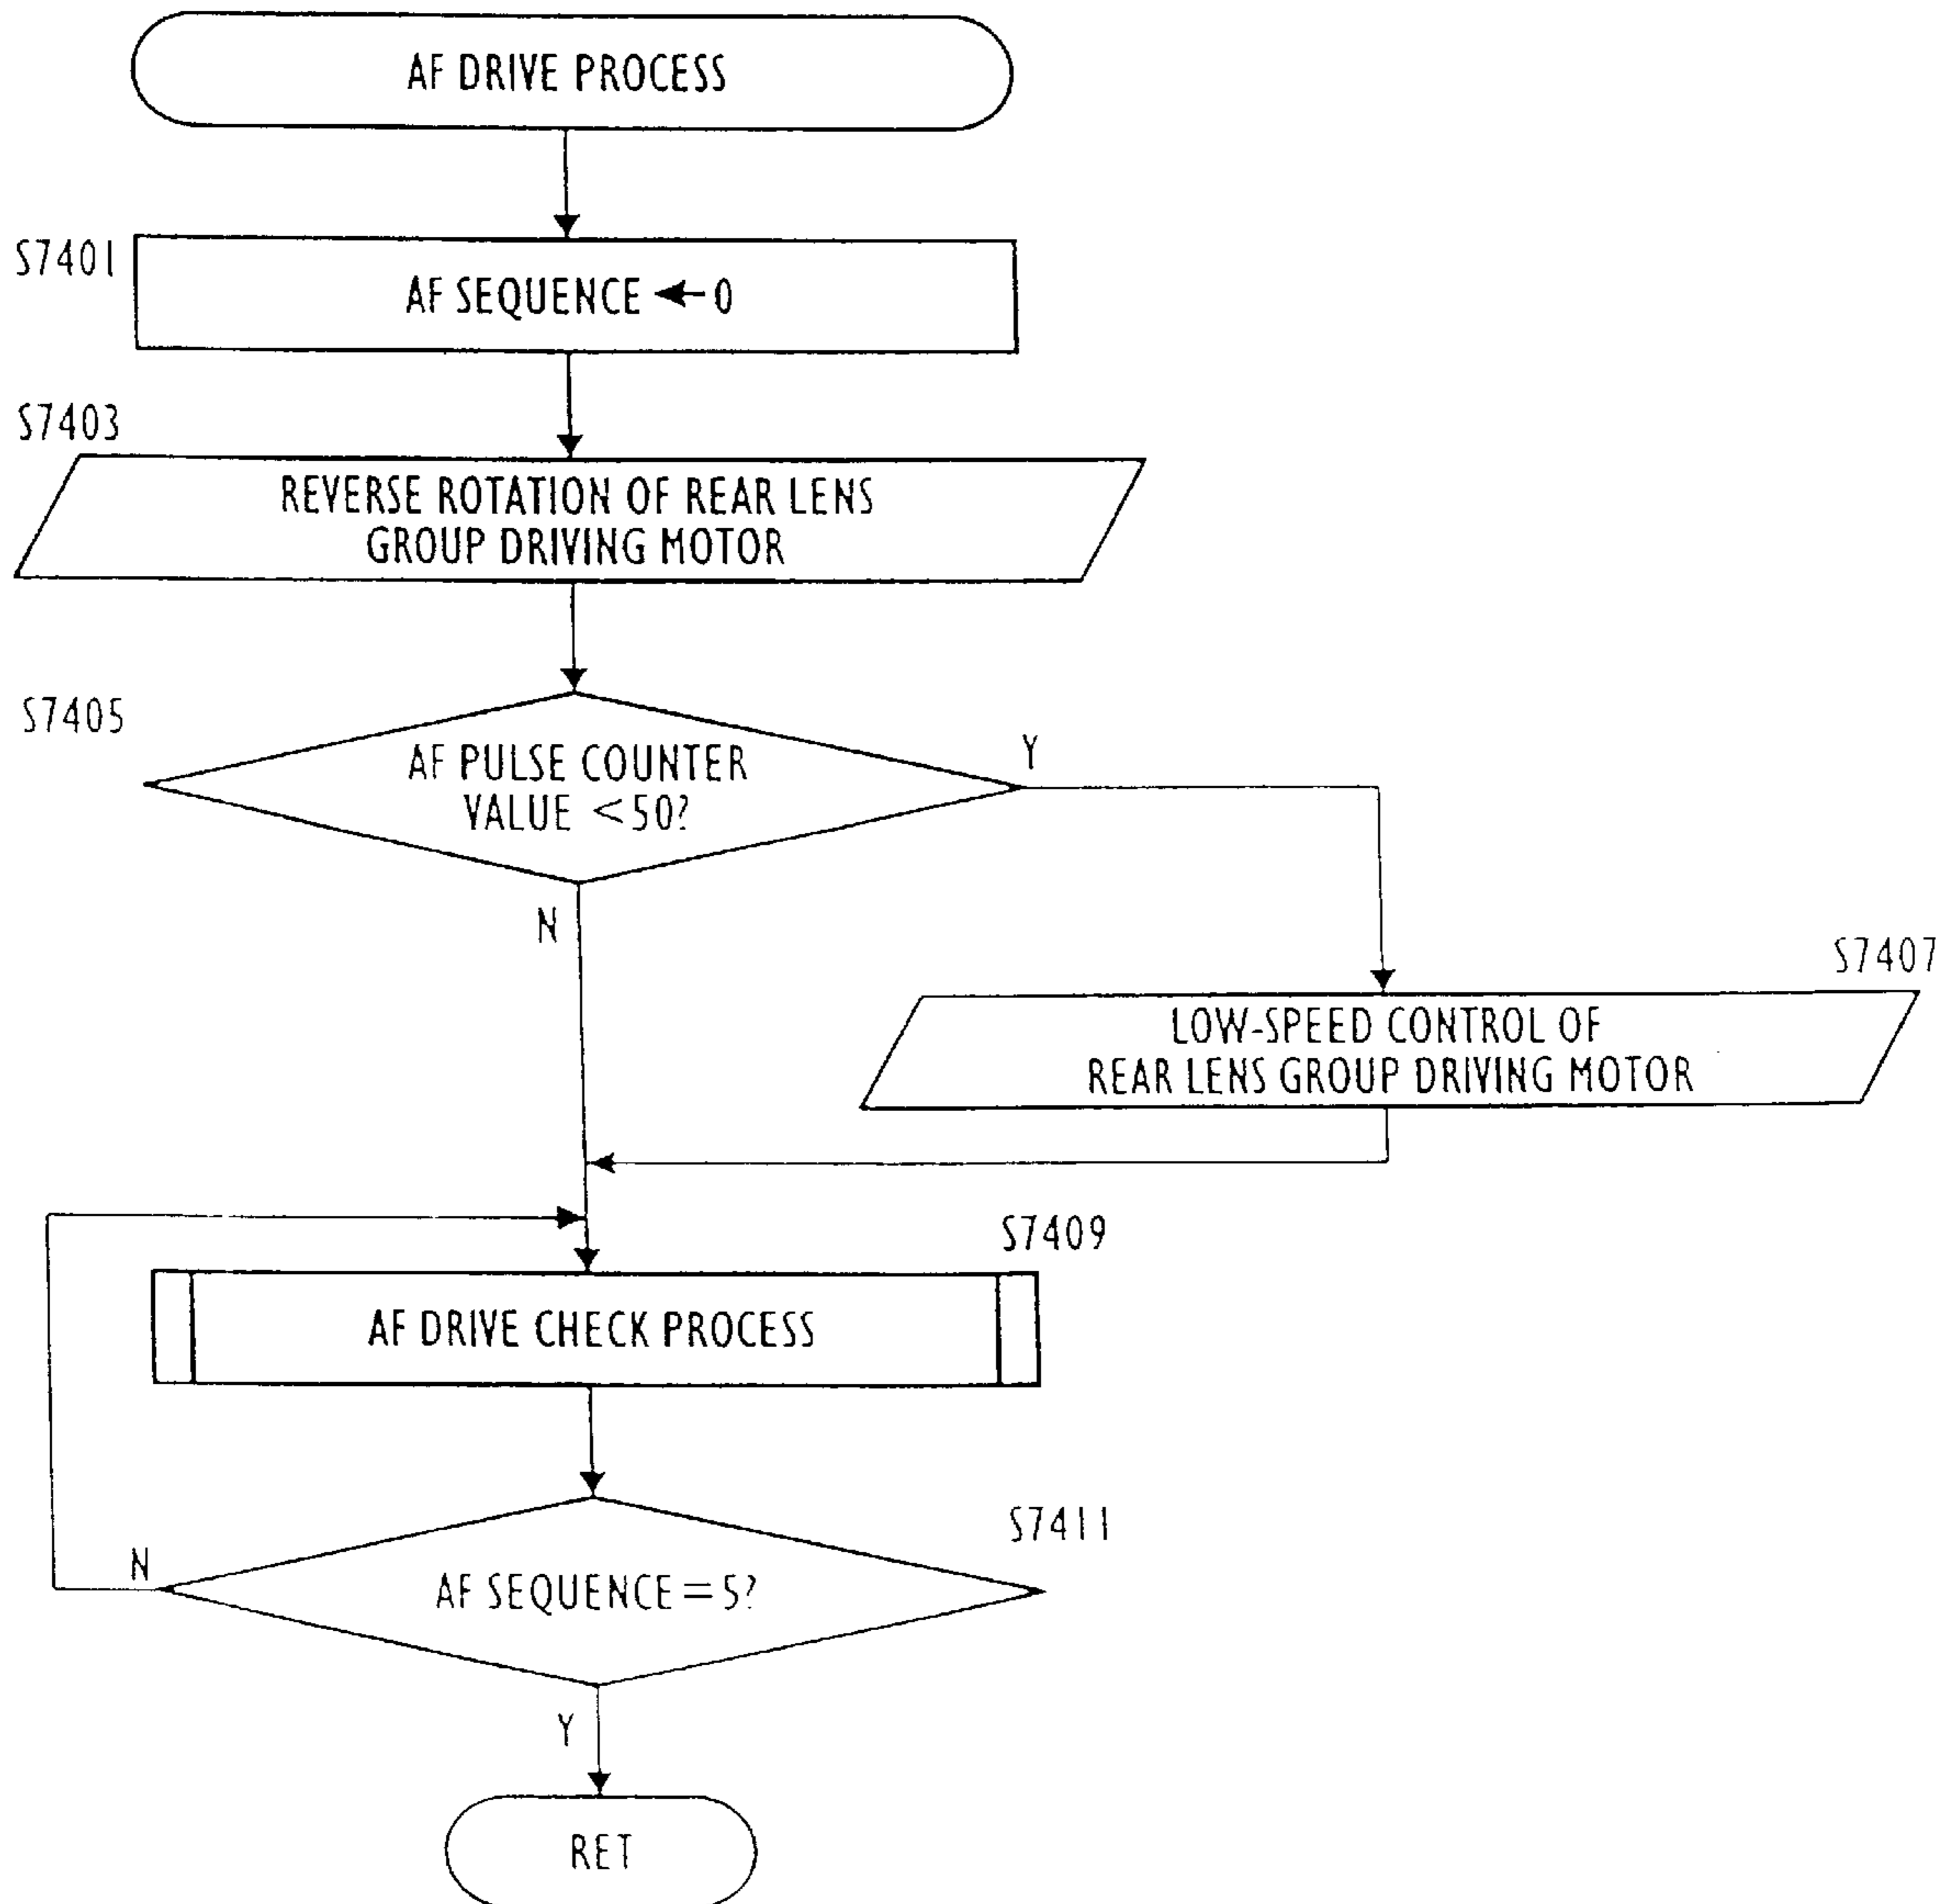 AF DRIVE PROCESS
S7401
AF SEQUENCE ← 0
S7403
REVERSE ROTATION OF REAR LENS
GROUP DRIVING MOTOR
S7405
AF PULSE COUNTER
VALUE <50?
Y
N
S7407
LOW-SPEED CONTROL OF
REAR LENS GROUP DRIVING MOTOR
S7409
AF DRIVE CHECK PROCESS
S7411
AF SEQUENCE = 5?
N
Y
RET